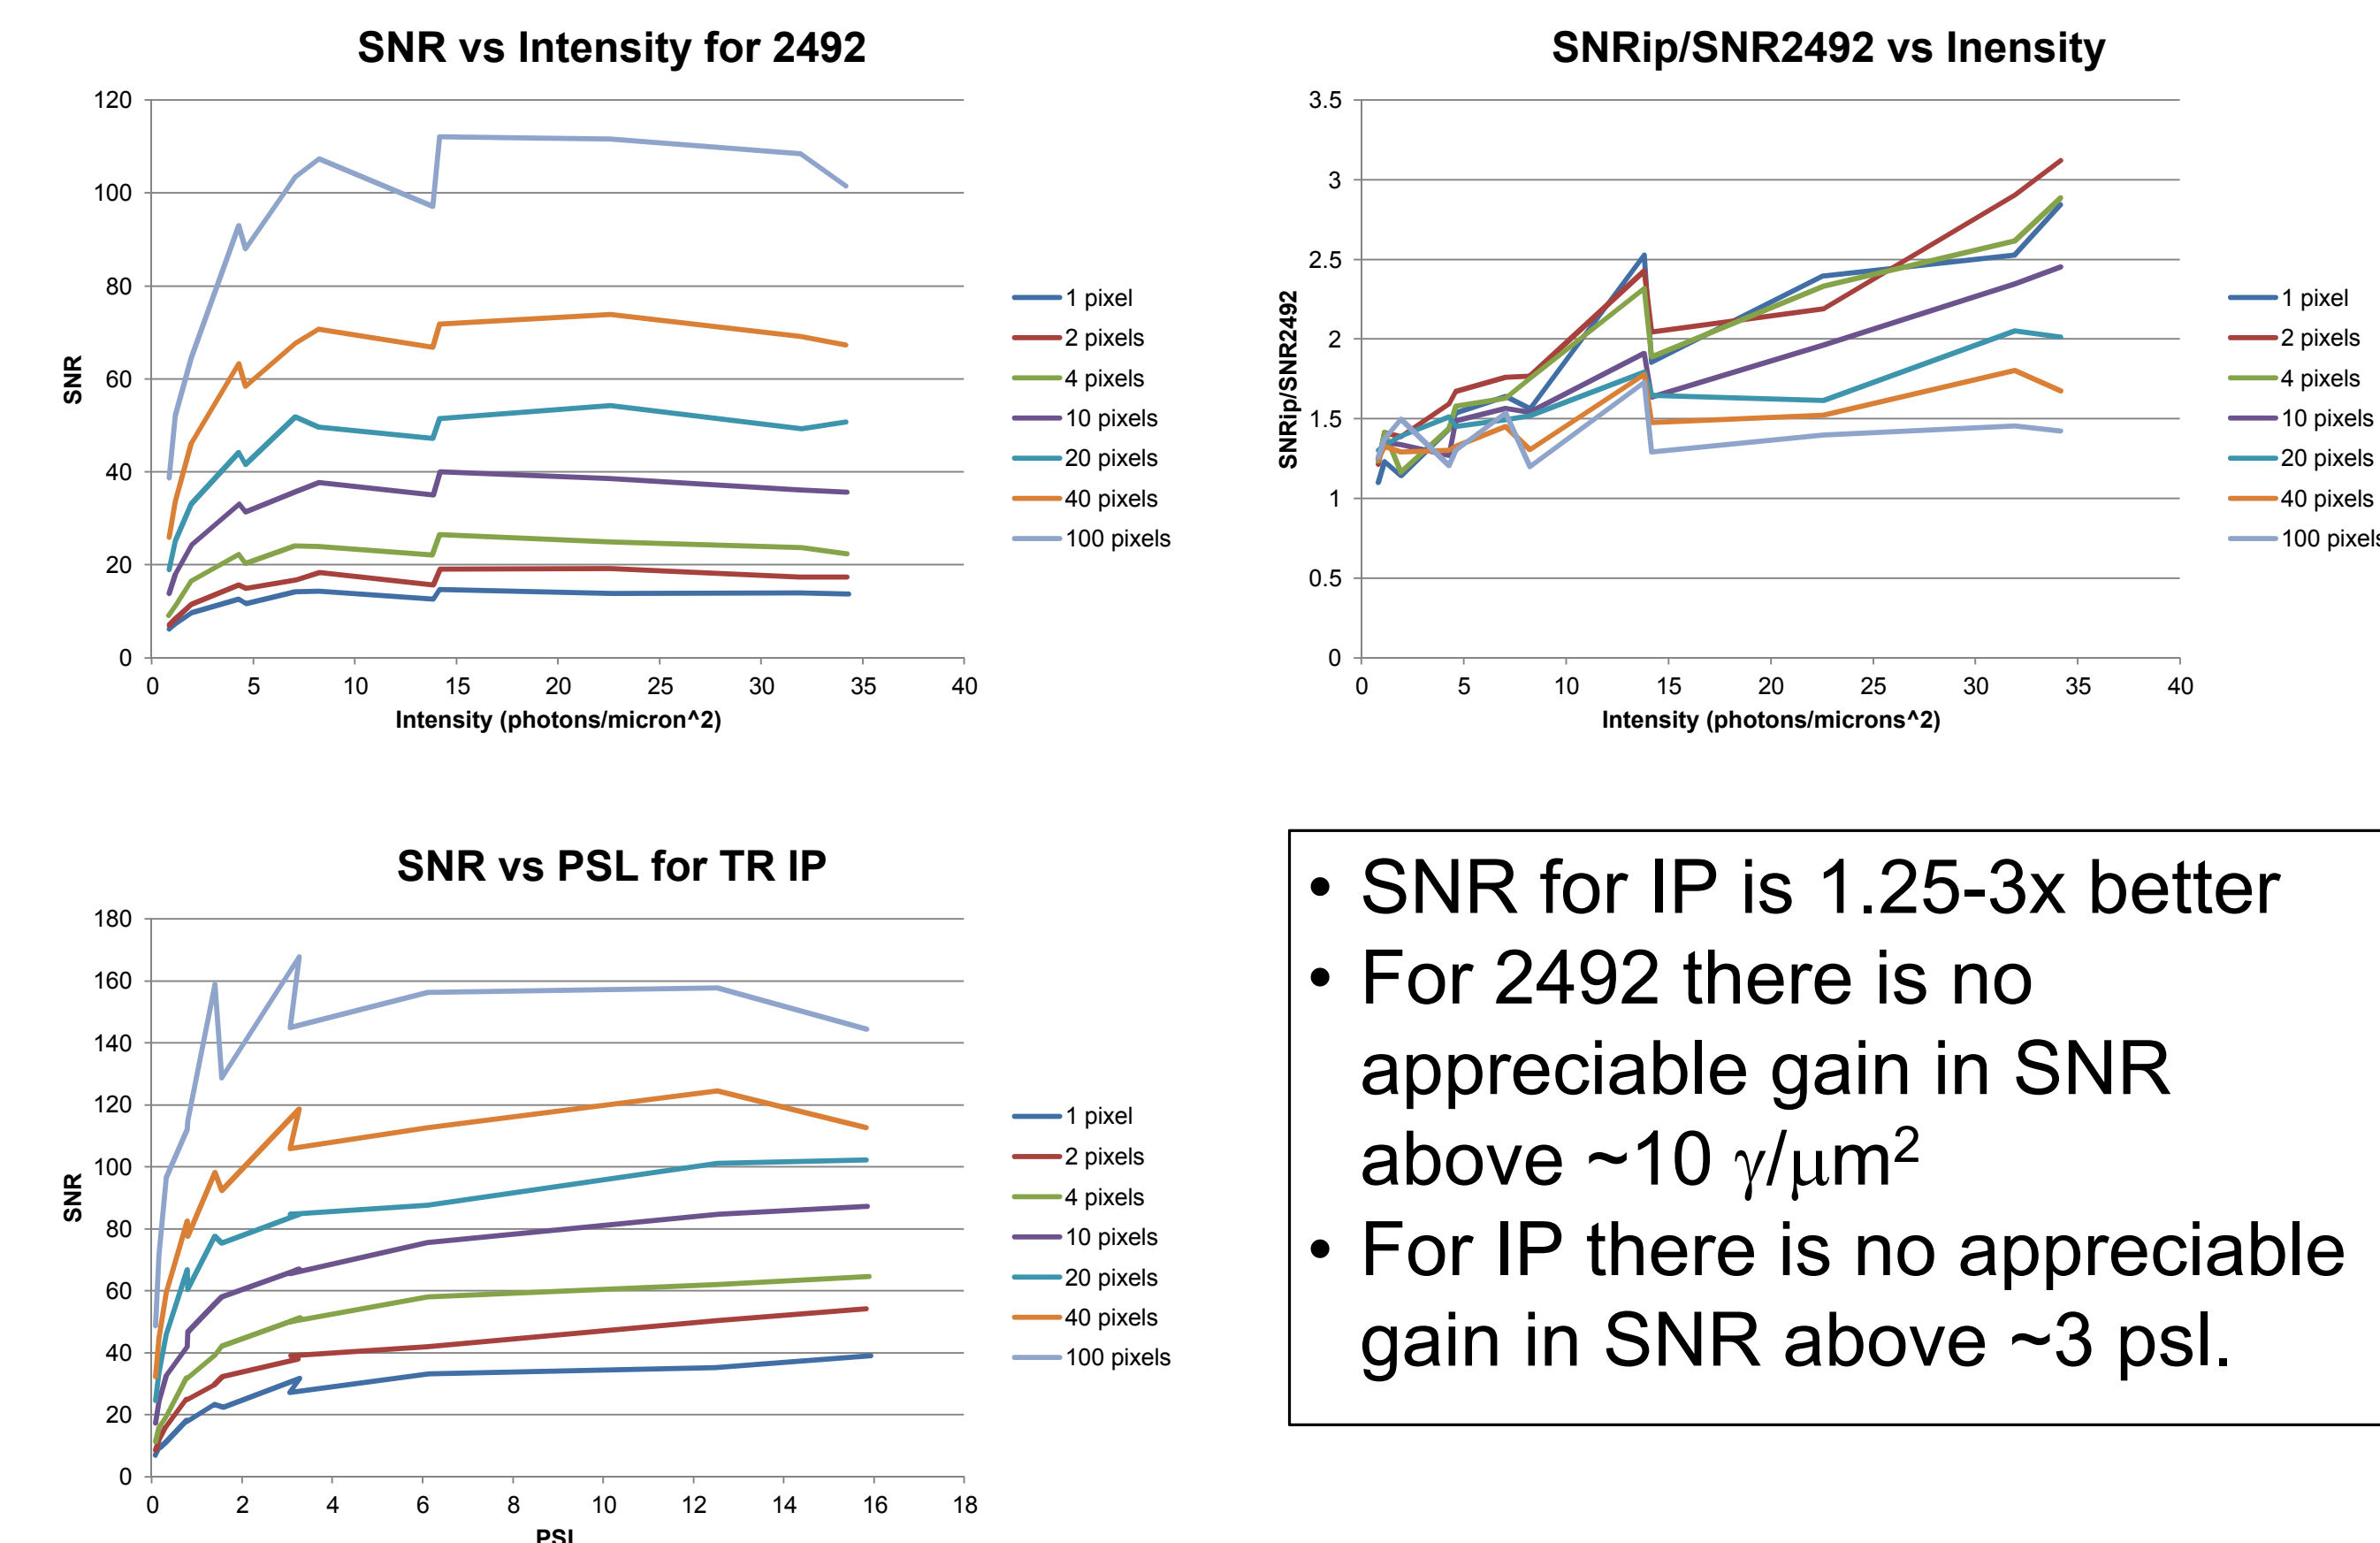 SNR vs Intensity for 2492
120
100
80
60
40
20
0
SNR
0 5 10 15 20 25 30 35 40
Intensity (photons/micron^2)
1 pixel
2 pixels
4 pixels
10 pixels
20 pixels
40 pixels
100 pixels
SNRip/SNR2492 vs Inensity
3.5
3
2.5
2
1.5
1
0.5
0
SNRip/SNR2492
0 5 10 15 20 25 30 35 40
Intensity (photons/microns^2)
1 pixel
2 pixels
4 pixels
10 pixels
20 pixels
40 pixels
100 pixels
SNR vs PSL for TR IP
180
160
140
120
100
80
60
40
20
0
SNR
0 2 4 6 8 10 12 14 16 18
PSL
1 pixel
2 pixels
4 pixels
10 pixels
20 pixels
40 pixels
100 pixels
• SNR for IP is 1.25-3x better
• For 2492 there is no
appreciable gain in SNR
above ~10 γ/μm²
• For IP there is no appreciable
gain in SNR above ~3 psl.